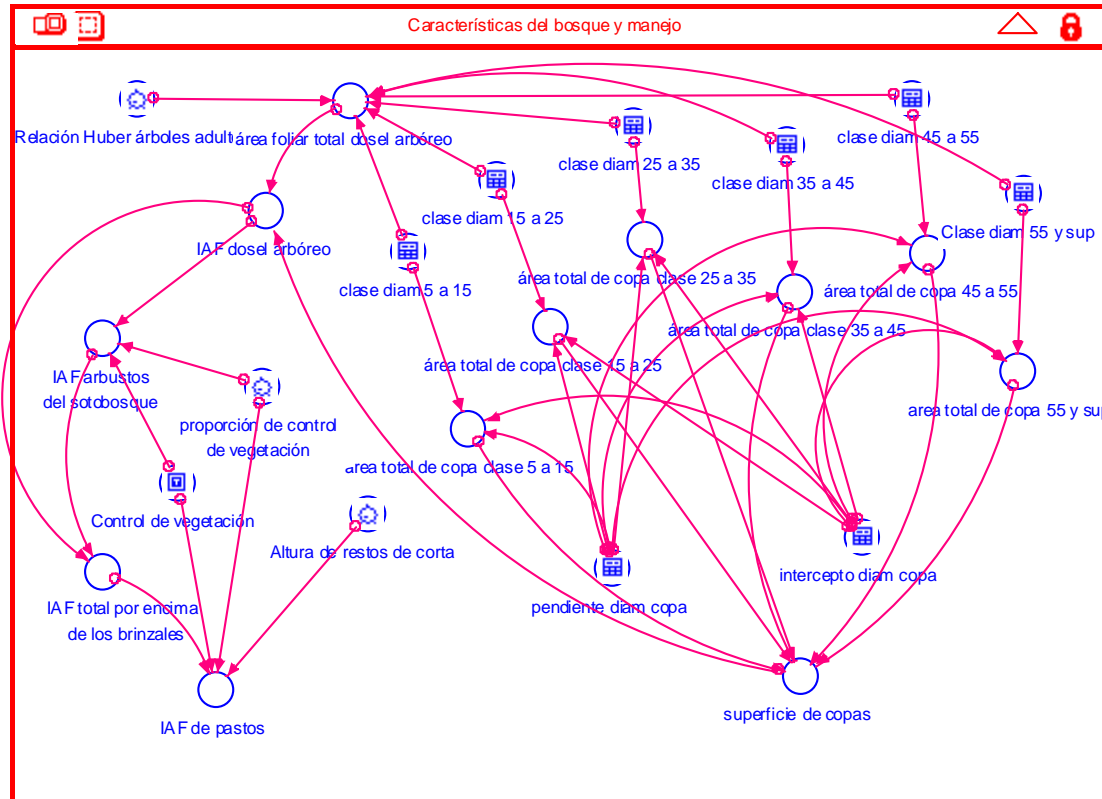 Características del bosque y manejo
Relación Huber árboles adult
área foliar total dosel arbóreo
clase diam 25 a 35
clase diam 45 a 55
clase diam 35 a 45
clase diam 15 a 25
Clase diam 55 y sup
IAF dosel arbóreo
clase diam 5 a 15
área total de copa clase 25 a 35
área total de copa 45 a 55
área total de copa clase 35 a 45
área total de copa clase 15 a 25
IAF arbustos
del sotobosque
area total de copa 55 y sup
proporción de control
de vegetación
area total de copa clase 5 a 15
Control de vegetación
Altura de restos de corta
intercepto diam copa
pendiente diam copa
IAF total por encima
de los brinzales
superficie de copas
IAF de pastos